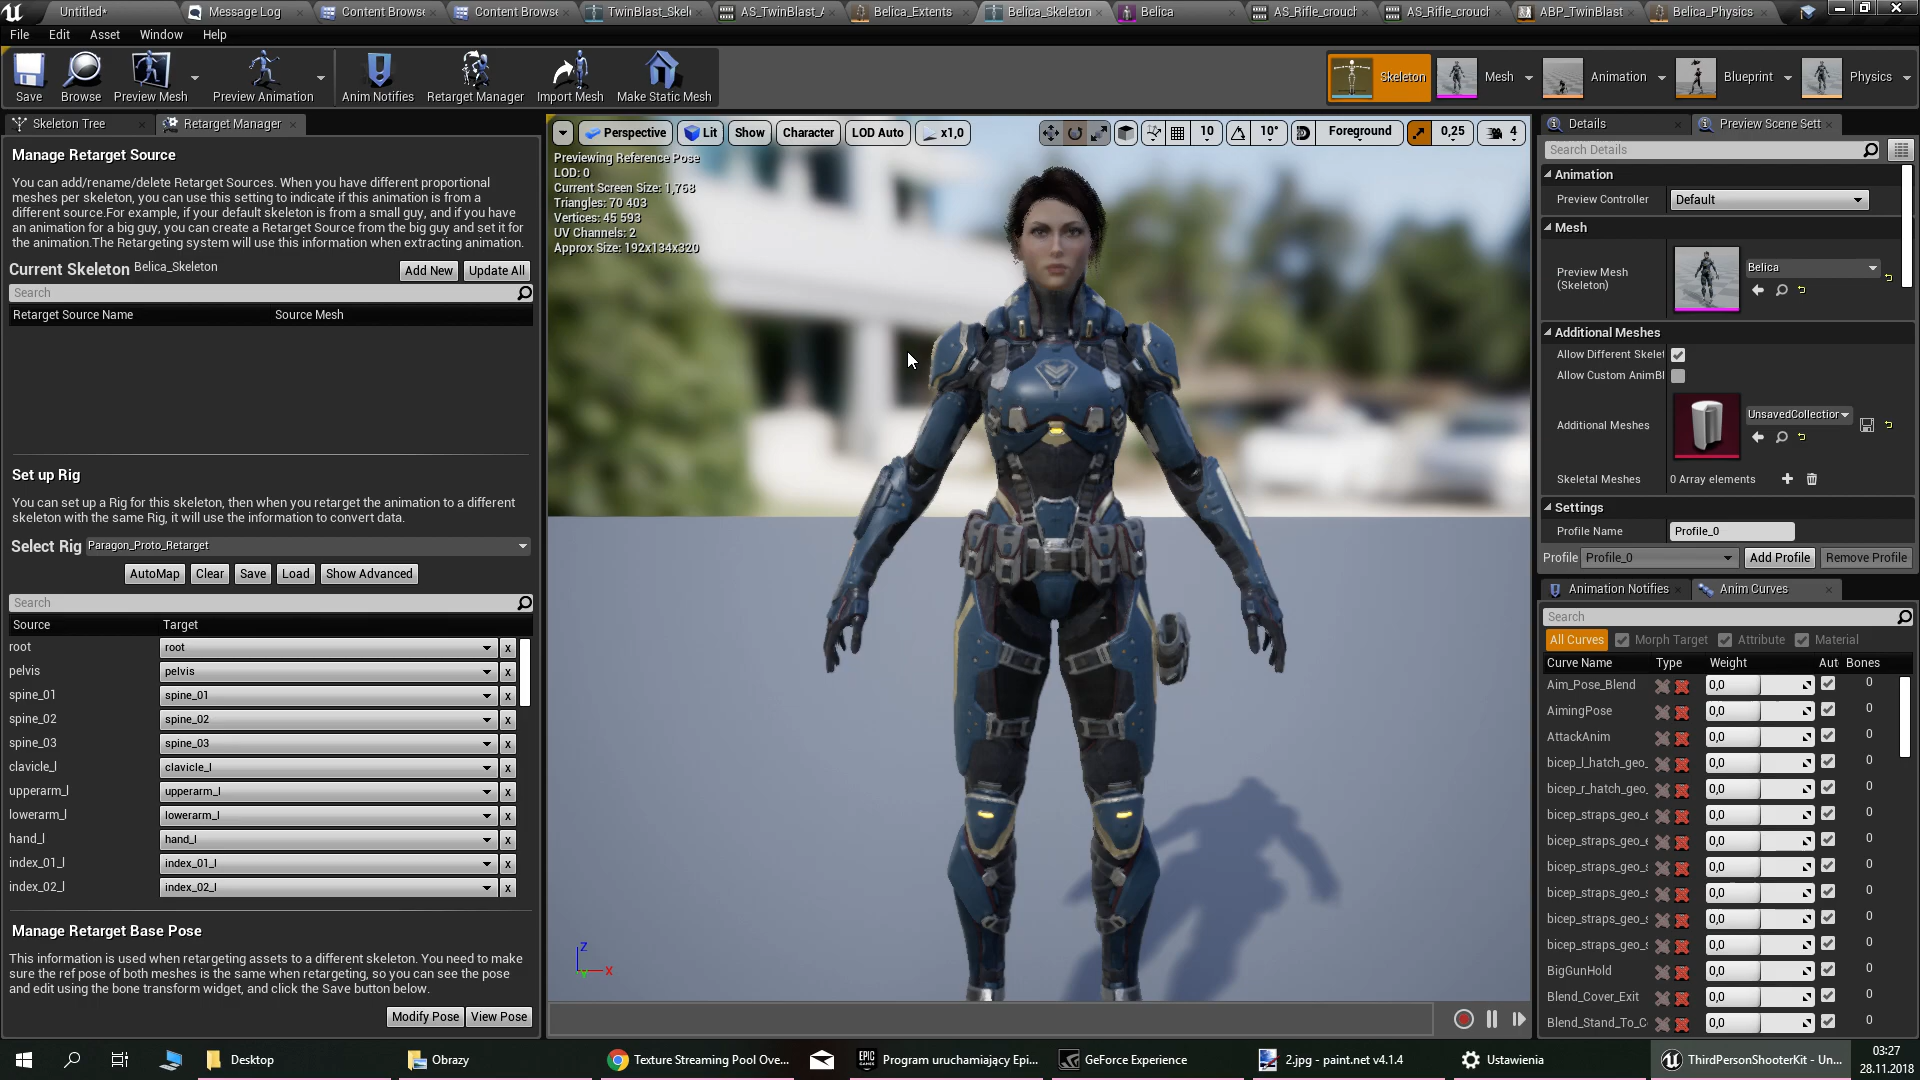 Untitled*
Message Log
Content Browse
Content Browse
TwinBlast_Skel
AS_TwinBlast_A
Belica_Extents
Belica_Skeleton
Belica
AS_Rifle_crouch
AS_Rifle_crouch
ABP_TwinBlast
Belica_Physics
File Edit Asset Window Help
Save
Browse
Preview Mesh
Preview Animation
Anim Notifies
Retarget Manager
Import Mesh
Make Static Mesh
Skeleton
Mesh
Animation
Blueprint
Physics
Skeleton Tree
Retarget Manager
Manage Retarget Source
You can add/rename/delete Retarget Sources. When you have different proportional
meshes per skeleton, you can use this setting to indicate if this animation is from a
different source.For example, if your default skeleton is from a small guy, and if you have
an animation for a big guy, you can create a Retarget Source from the big guy and set it for
the animation.The Retargeting system will use this information when extracting animation.
Current Skeleton Belica_Skeleton
Add New
Update All
Search
Retarget Source Name
Source Mesh
Set up Rig
You can set up a Rig for this skeleton, then when you retarget the animation to a different
skeleton with the same Rig, it will use the information to convert data.
Select Rig Paragon_Proto_Retarget
AutoMap
Clear
Save
Load
Show Advanced
Search
Source Target
root root x
pelvis pelvis x
spine_01 spine_01 x
spine_02 spine_02 x
spine_03 spine_03 x
clavicle_l clavicle_l x
upperarm_l upperarm_l x
lowerarm_l lowerarm_l x
hand_l hand_l x
index_01_l index_01_l x
index_02_l index_02_l x
Manage Retarget Base Pose
This information is used when retargeting assets to a different skeleton. You need to make
sure the ref pose of both meshes is the same when retargeting, so you can see the pose
and edit using the bone transform widget, and click the Save button below.
Modify Pose
View Pose
Perspective
Lit
Show
Character
LOD Auto
x1,0
10
10°
Foreground
0,25
4
Previewing Reference Pose
LOD: 0
Current Screen Size: 1,768
Triangles: 70 403
Vertices: 45 593
UV Channels: 2
Approx Size: 192x134x320
Z
X
Y
Details
Preview Scene Sett
Search Details
Animation
Preview Controller Default
Mesh
Preview Mesh
(Skeleton)
Belica
Additional Meshes
Allow Different Skelet
Allow Custom AnimBl
Additional Meshes
UnsavedCollection
Skeletal Meshes 0 Array elements
Settings
Profile Name Profile_0
Profile Profile_0
Add Profile
Remove Profile
Animation Notifies
Anim Curves
Search
All Curves
Morph Target
Attribute
Material
Curve Name Type Weight Aut Bones
Aim_Pose_Blend 0,0 0
AimingPose 0,0 0
AttackAnim 0,0 0
bicep_l_hatch_geo_ 0,0 0
bicep_r_hatch_geo_ 0,0 0
bicep_straps_geo_e 0,0 0
bicep_straps_geo_e 0,0 0
bicep_straps_geo_s 0,0 0
bicep_straps_geo_s 0,0 0
bicep_straps_geo_s 0,0 0
bicep_straps_geo_s 0,0 0
BigGunHold 0,0 0
Blend_Cover_Exit 0,0 0
Blend_Stand_To_C 0,0 0
Desktop
Obrazy
Texture Streaming Pool Ove...
EPIC GAMES
Program uruchamiający Epi...
GeForce Experience
2.jpg - paint.net v4.1.4
Ustawienia
ThirdPersonShooterKit - Un...
03:27
28.11.2018